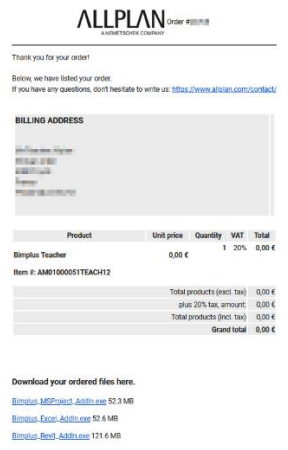 ALLPLAN
A NEMETSCHEK COMPANY
Order #
Thank you for your order!
Below, we have listed your order.
If you have any questions, don't hesitate to write us: https://www.allplan.com/contact/
BILLING ADDRESS
Product Unit price Quantity VAT Total
Bimplus Teacher 0,00 € 1 20% 0,00 €
Item #: AM01000051TEACH12
Total products (excl. tax) 0,00 €
plus 20% tax, amount: 0,00 €
Total products (incl. tax) 0,00 €
Grand total 0,00 €
Download your ordered files here.
Bimplus_MSProject_Addin.exe 52.3 MB
Bimplus_Excel_Addin.exe 52.6 MB
Bimplus_Revit_Addin.exe 121.6 MB